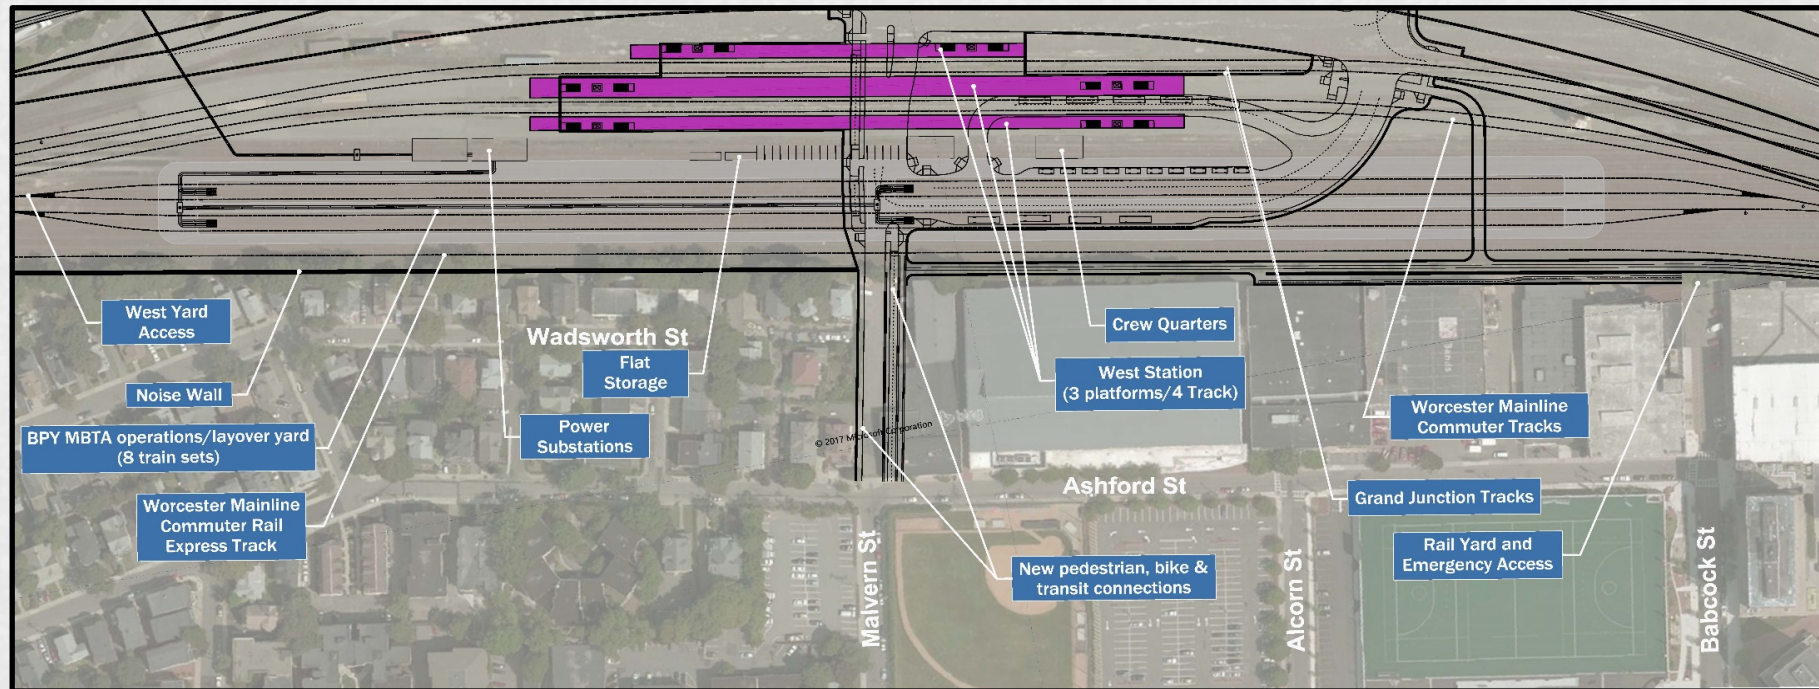 West Yard
Access
Noise Wall
BPY MBTA operations/layover yard
(8 train sets)
Worcester Mainline
Commuter Rail
Express Track
Wadsworth St
Flat
Storage
Power
Substations
© 2017 Microsoft Corporation
Crew Quarters
West Station
(3 platforms/4 Track)
Worcester Mainline
Commuter Tracks
Ashford St
Grand Junction Tracks
Rail Yard and
Emergency Access
New pedestrian, bike &
transit connections
Malvern St
Alcorn St
Babcock St